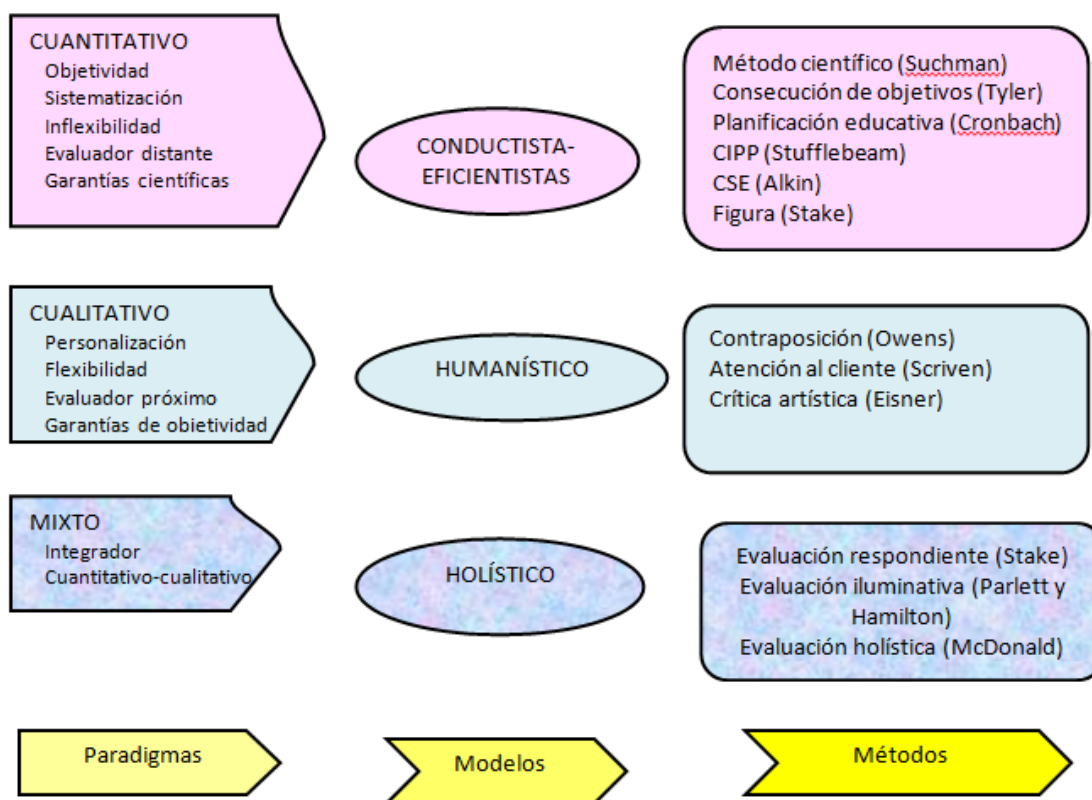 CUANTITATIVO
Objetividad
Sistematización
Inflexibilidad
Evaluador distante
Garantías científicas
CONDUCTISTA-
EFICIENTISTAS
Método científico (Suchman)
Consecución de objetivos (Tyler)
Planificación educativa (Cronbach)
CIPP (Stufflebeam)
CSE (Alkin)
Figura (Stake)
CUALITATIVO
Personalización
Flexibilidad
Evaluador próximo
Garantías de obietividad
HUMANÍSTICO
Contraposición (Owens)
Atención al cliente (Scriven)
Crítica artística (Eisner)
MIXTO
Integrador
Cuantitativo-cualitativo
HOLÍSTICO
Evaluación respondiente (Stake)
Evaluación iluminativa (Parlett y
Hamilton)
Evaluación holística (McDonald)
Paradigmas
Modelos
Métodos